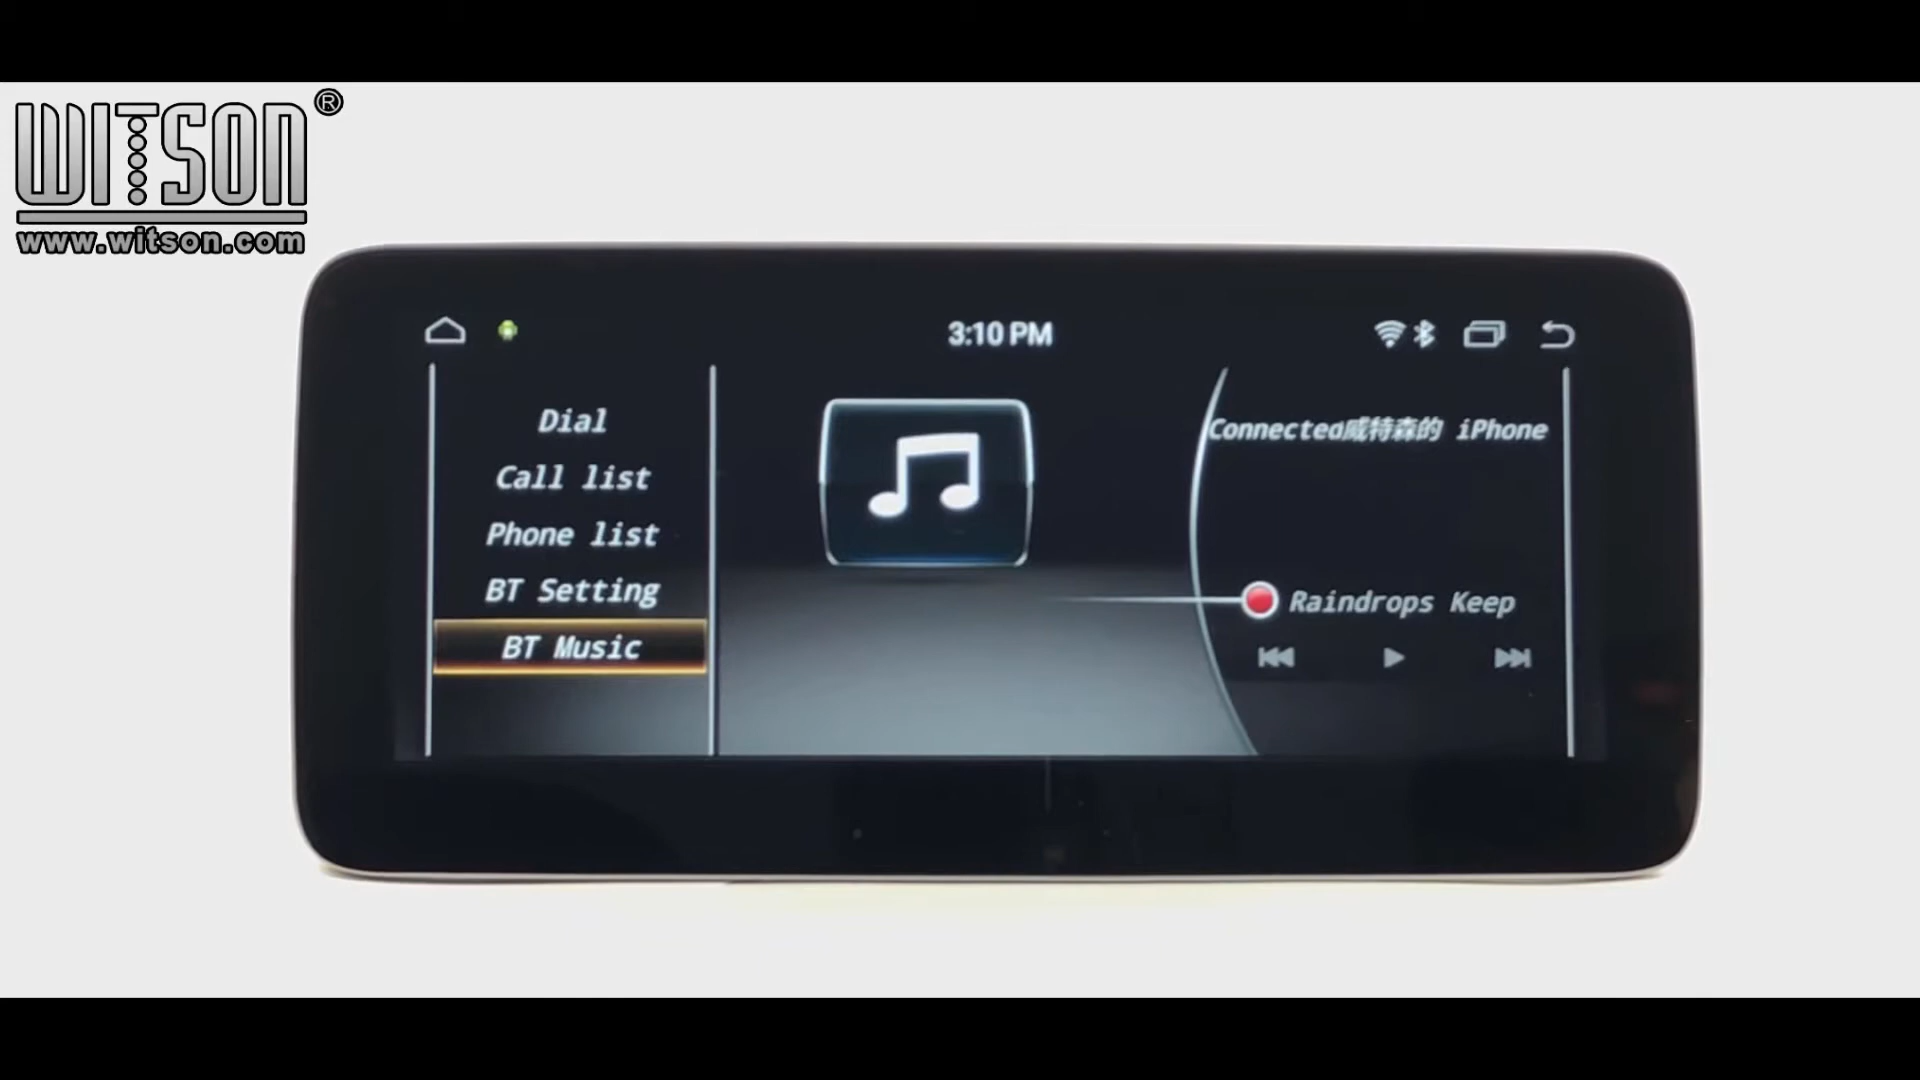 WITSON®
www.witson.com
3:10 PM
Dial
Call list
Phone list
BT Setting
BT Music
Connected威特森的 iPhone
Raindrops Keep